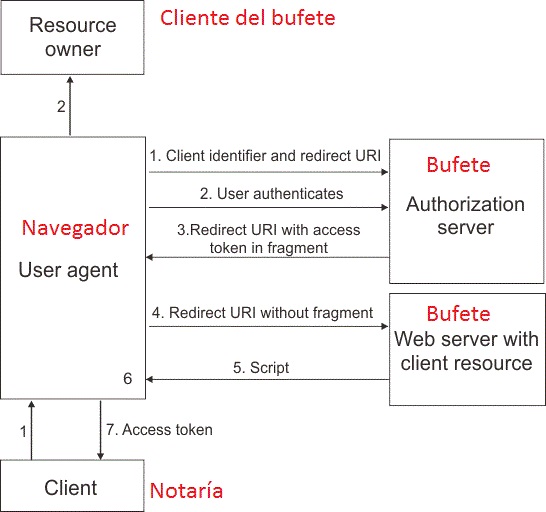 Resource
owner
Cliente del bufete
2
1. Client identifier and redirect URI
2. User authenticates
3.Redirect URI with access
token in fragment
Navegador
User agent
Bufete
Authorization
server
4. Redirect URI without fragment
5. Script
6
Bufete
Web server with
client resource
1
7. Access token
Client
Notaría